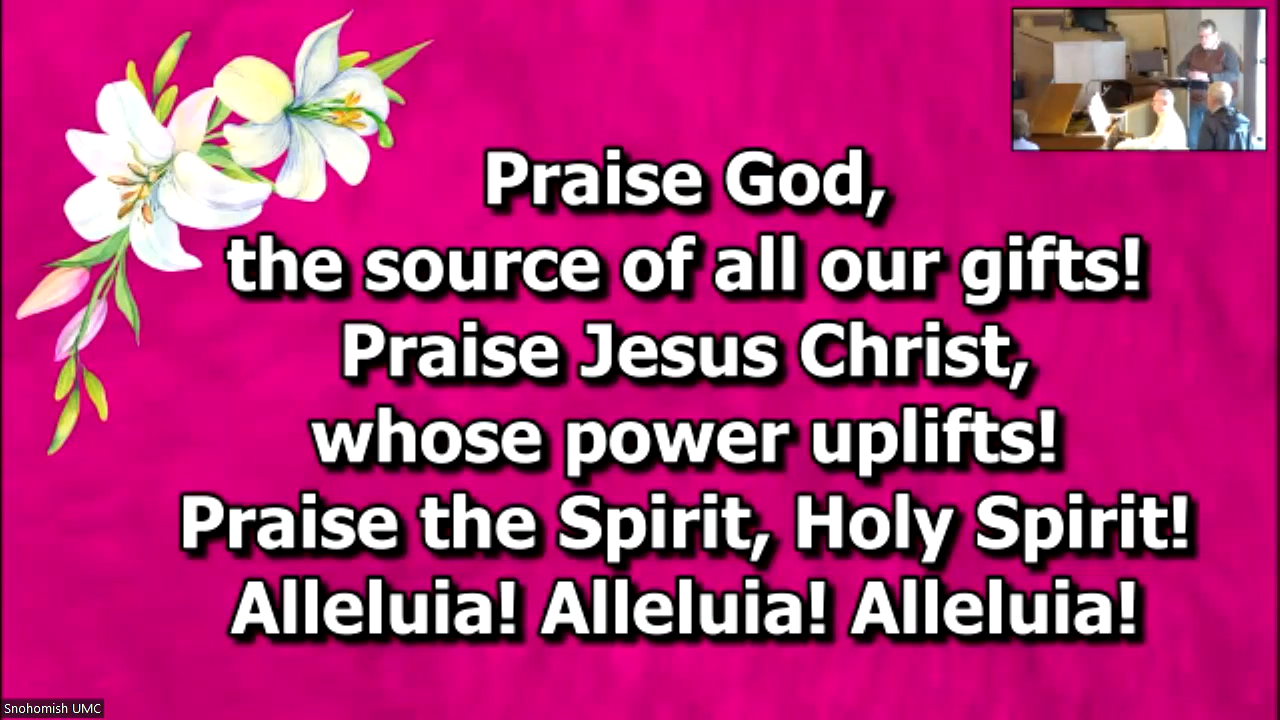 Praise God,
the source of all our gifts!
Praise Jesus Christ,
whose power uplifts!
Praise the Spirit, Holy Spirit!
Alleluia! Alleluia! Alleluia!
Snohomish UMC